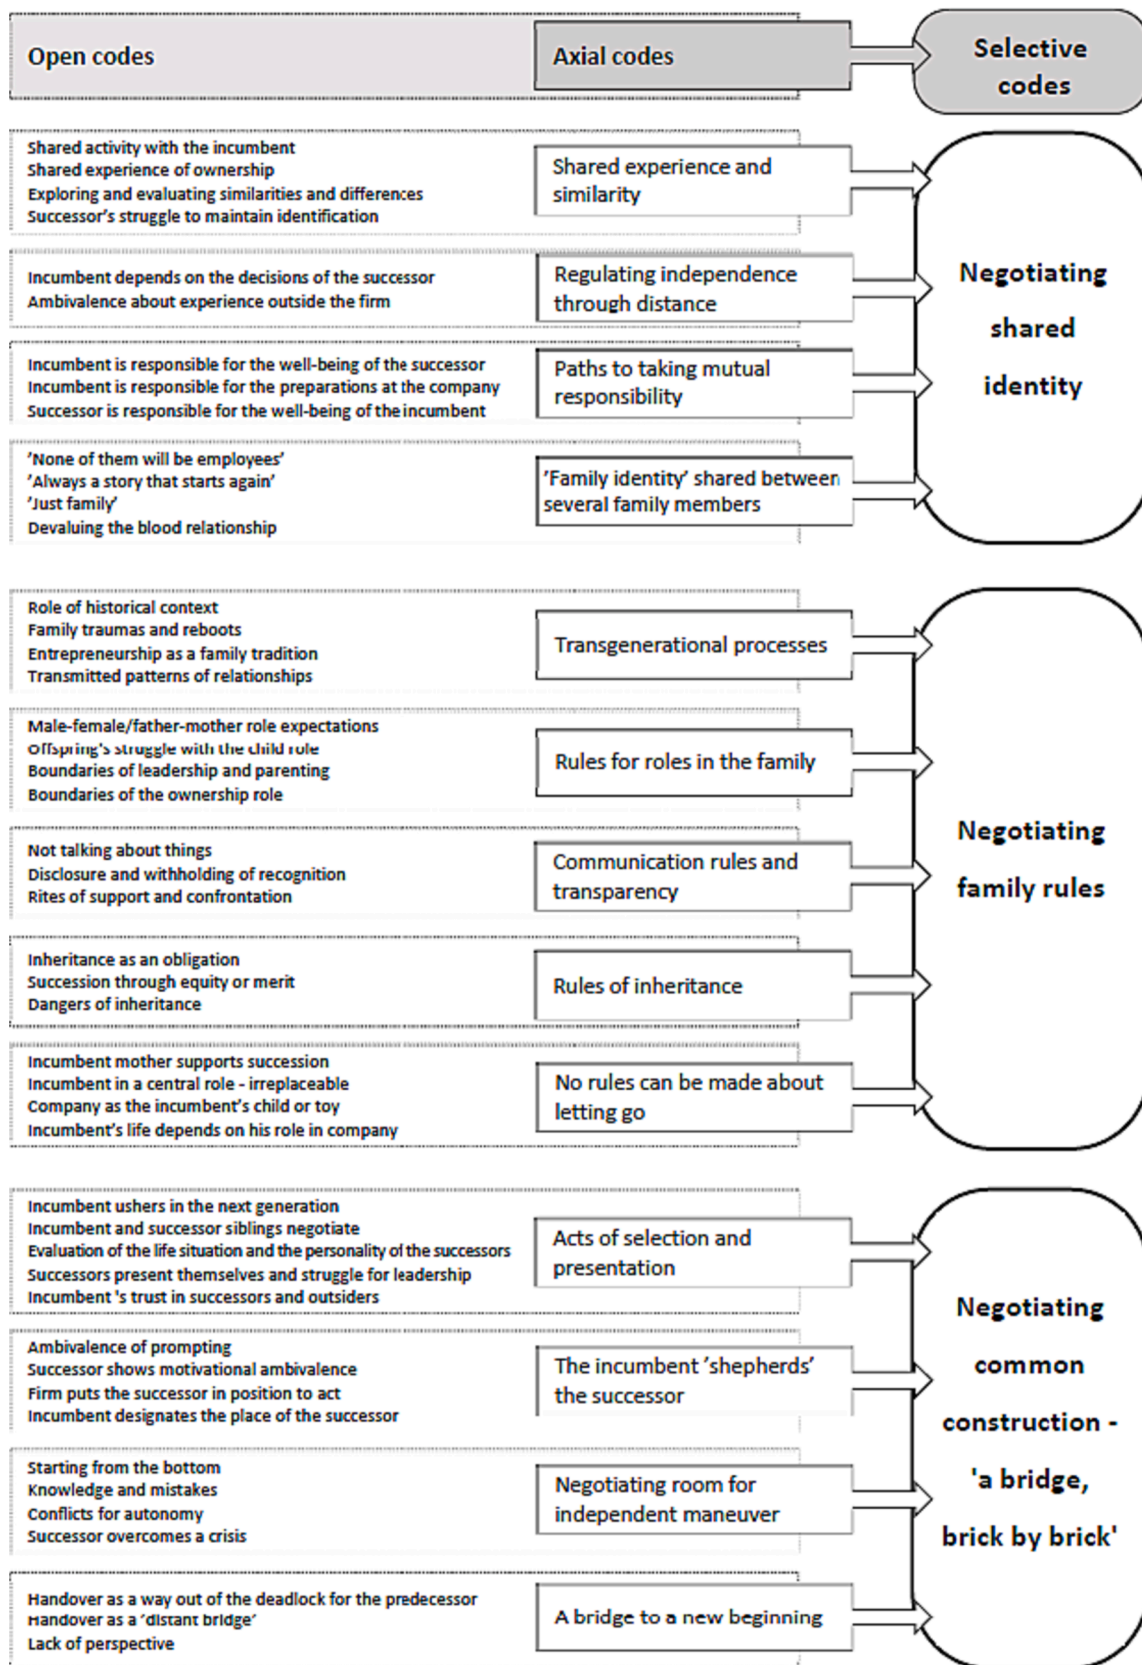 Open codes
Axial codes
Selective
codes
Shared activity with the incumbent
Shared experience of ownership
Exploring and evaluating similarities and differences
Successor's struggle to maintain identification
Shared experience and
similarity
Incumbent depends on the decisions of the successor
Ambivalence about experience outside the firm
Regulating independence
through distance
Incumbent is responsible for the well-being of the successor
Incumbent is responsible for the preparations at the company
Successor is responsible for the well-being of the incumbent
Paths to taking mutual
responsibility
'None of them will be employees'
'Always a story that starts again'
'Just family'
Devaluing the blood relationship
'Family identity' shared between
several family members
Negotiating
shared
identity
Role of historical context
Family traumas and reboots
Entrepreneurship as a family tradition
Transmitted patterns of relationships
Transgenerational processes
Male-female/father-mother role expectations
Offspring's struggle with the child role
Boundaries of leadership and parenting
Boundaries of the ownership role
Rules for roles in the family
Not talking about things
Disclosure and withholding of recognition
Rites of support and confrontation
Communication rules and
transparency
Inheritance as an obligation
Succession through equity or merit
Dangers of inheritance
Rules of inheritance
Incumbent mother supports succession
Incumbent in a central role - irreplaceable
Company as the incumbent's child or toy
Incumbent's life depends on his role in company
No rules can be made about
letting go
Negotiating
family rules
Incumbent ushers in the next generation
Incumbent and successor siblings negotiate
Evaluation of the life situation and the personality of the successors
Successors present themselves and struggle for leadership
Incumbent 's trust in successors and outsiders
Acts of selection and
presentation
Ambivalence of prompting
Successor shows motivational ambivalence
Firm puts the successor in position to act
Incumbent designates the place of the successor
The incumbent 'shepherds'
the successor
Starting from the bottom
Knowledge and mistakes
Conflicts for autonomy
Successor overcomes a crisis
Negotiating room for
independent maneuver
Handover as a way out of the deadlock for the predecessor
Handover as a 'distant bridge'
Lack of perspective
A bridge to a new beginning
Negotiating
common
construction -
'a bridge,
brick by brick'